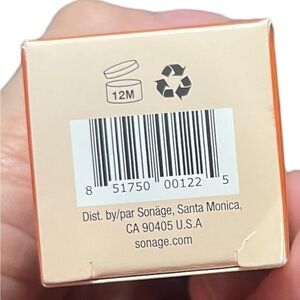 12M
8 51750 00122 5
Dist. by/par Sonäge, Santa Monica,
CA 90405 U.S.A
sonage.com